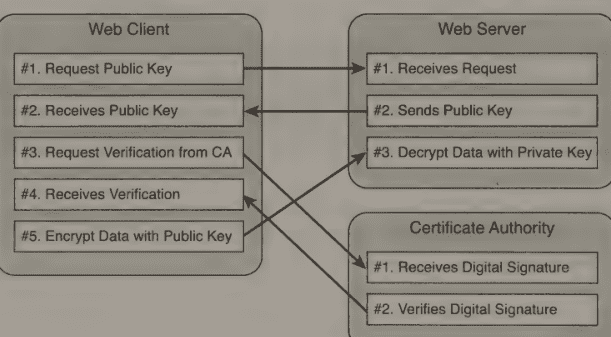 Web Client
#1. Request Public Key
#2. Receives Public Key
#3. Request Verification from CA
#4. Receives Verification
#5. Encrypt Data with Public Key
Web Server
#1. Receives Request
#2. Sends Public Key
#3. Decrypt Data with Private Key
Certificate Authority
#1. Receives Digital Signature
#2. Verifies Digital Signature